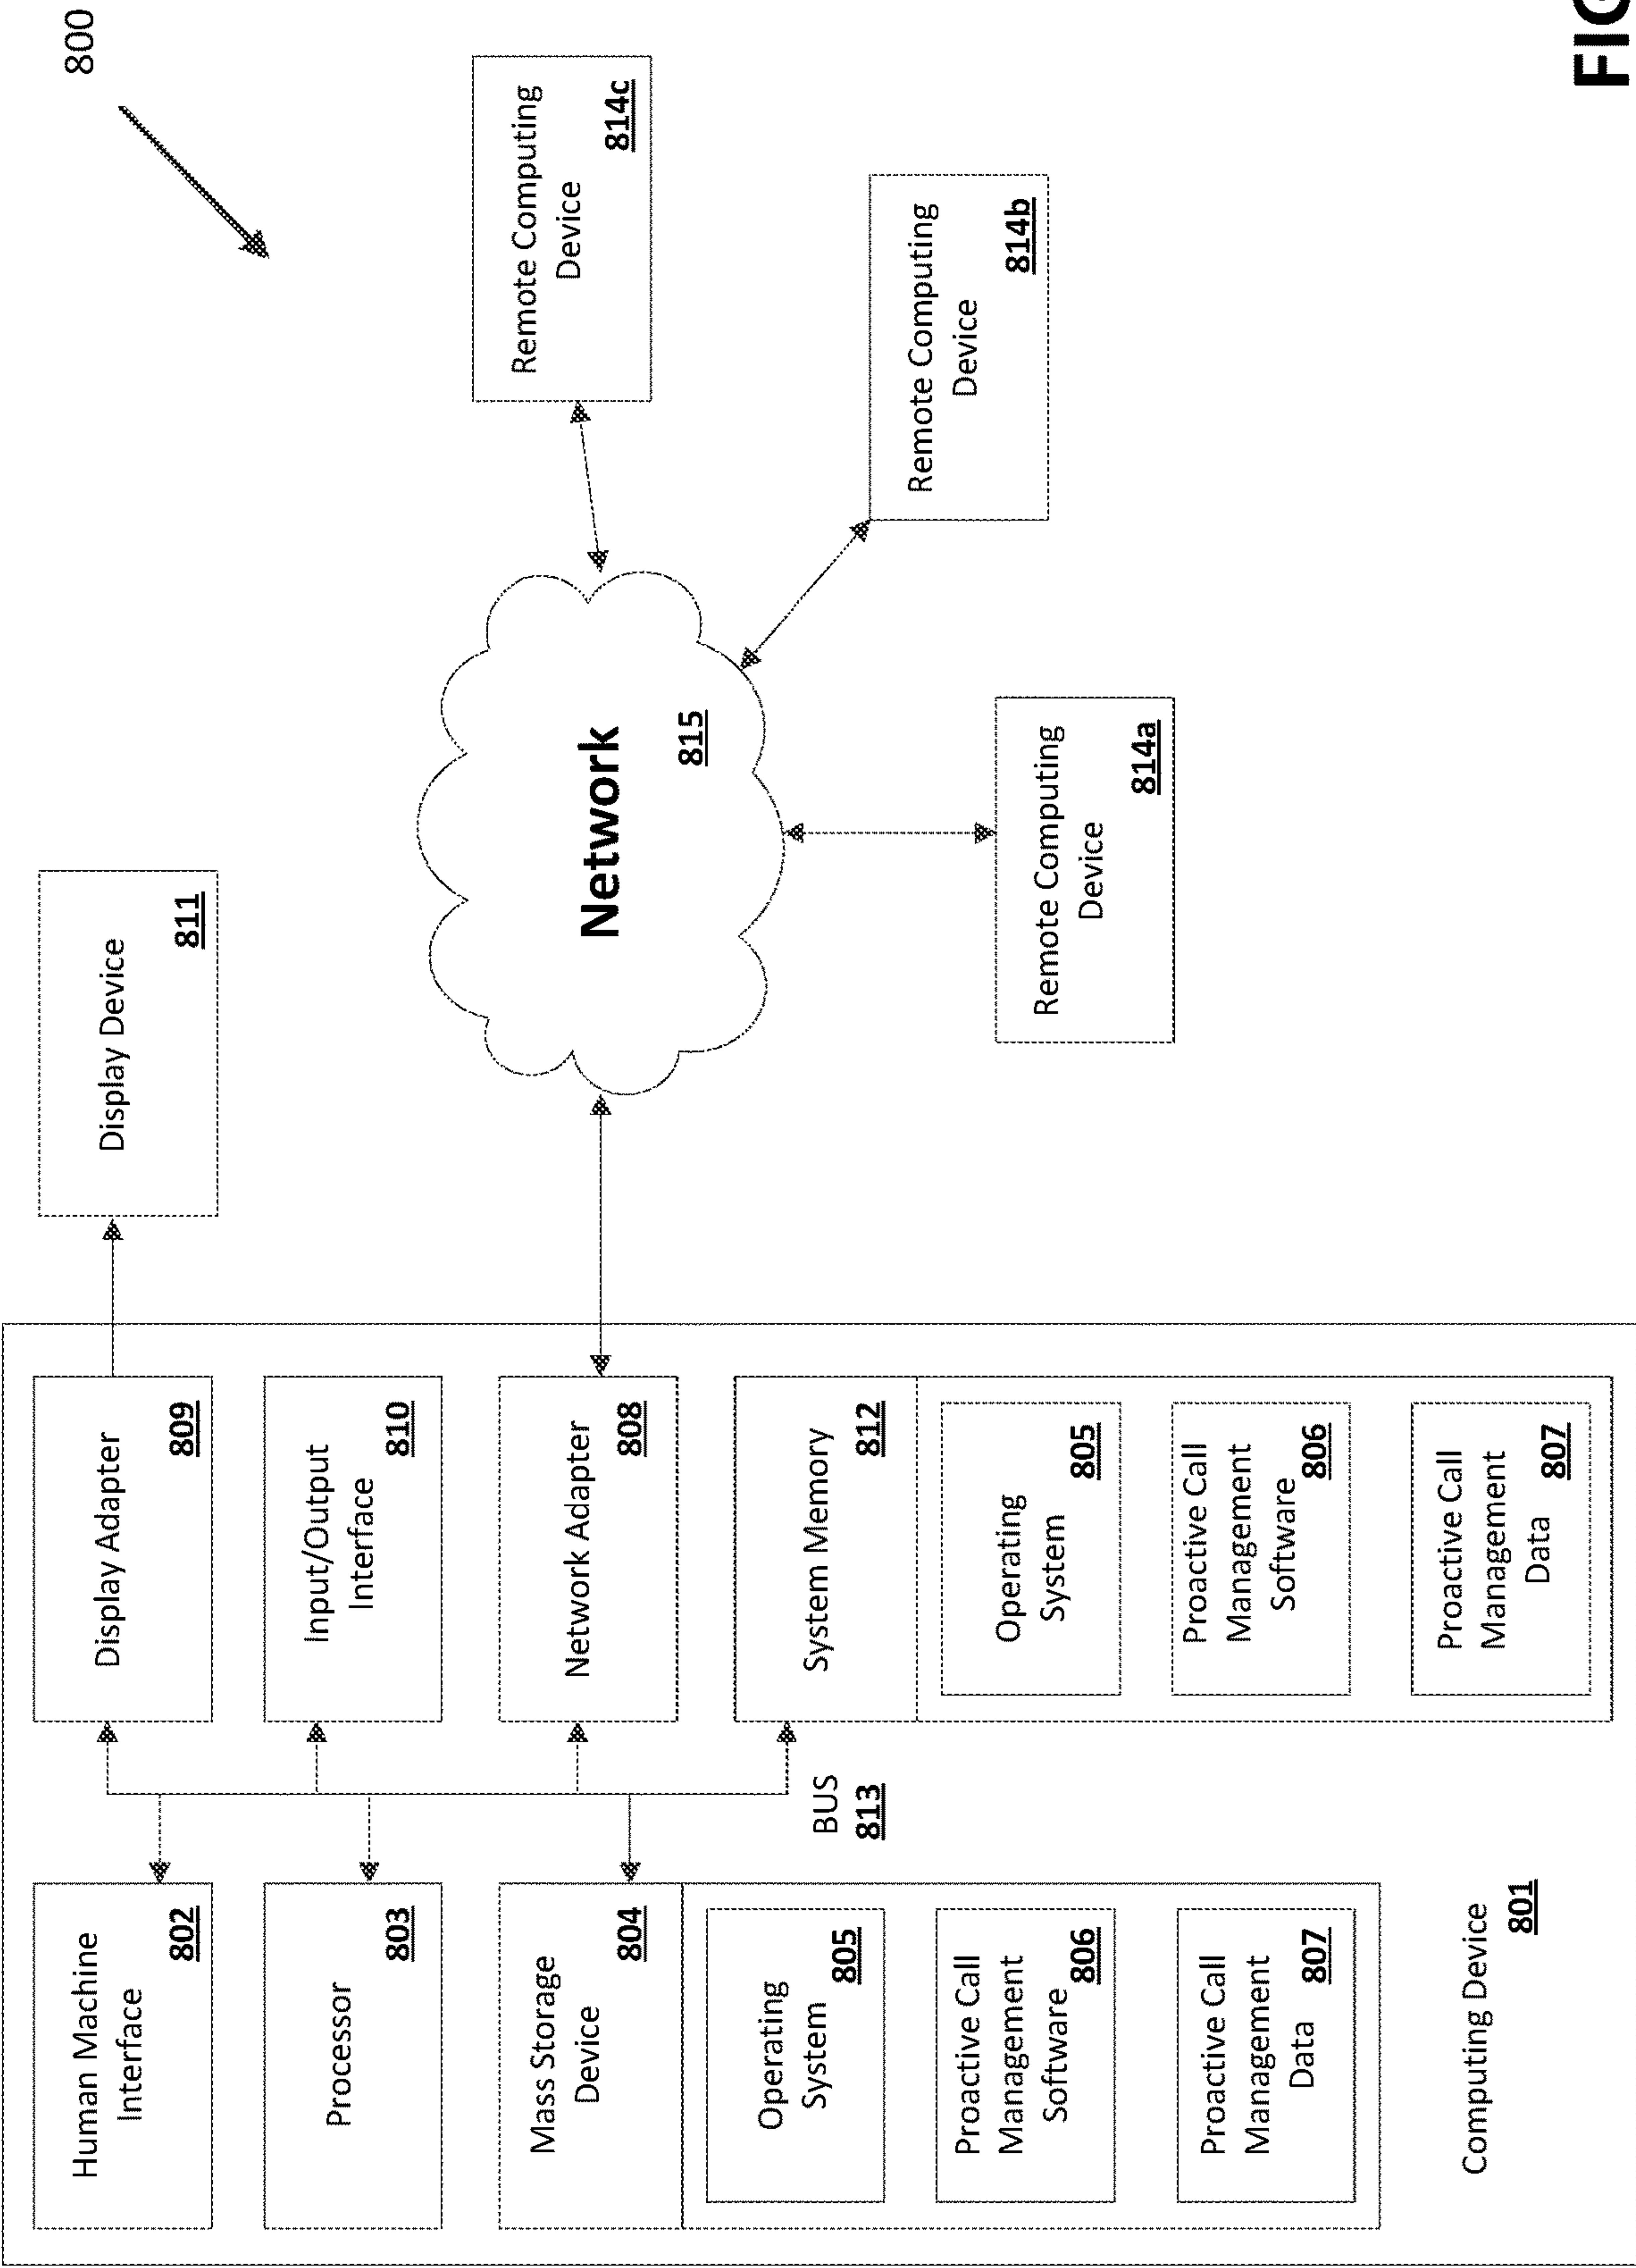 800
Human Machine
Interface
802
Processor
803
Mass Storage
Device
804
Operating
System
805
Proactive Call
Management
Software
806
Proactive Call
Management
Data
807
Computing Device
801
BUS
813
Display Adapter
809
Input/Output
Interface
810
Network Adapter
808
System Memory
812
Operating
System
805
Proactive Call
Management
Software
806
Proactive Call
Management
Data
807
Display Device
811
Network
815
Remote Computing
Device
814a
Remote Computing
Device
814b
Remote Computing
Device
814c